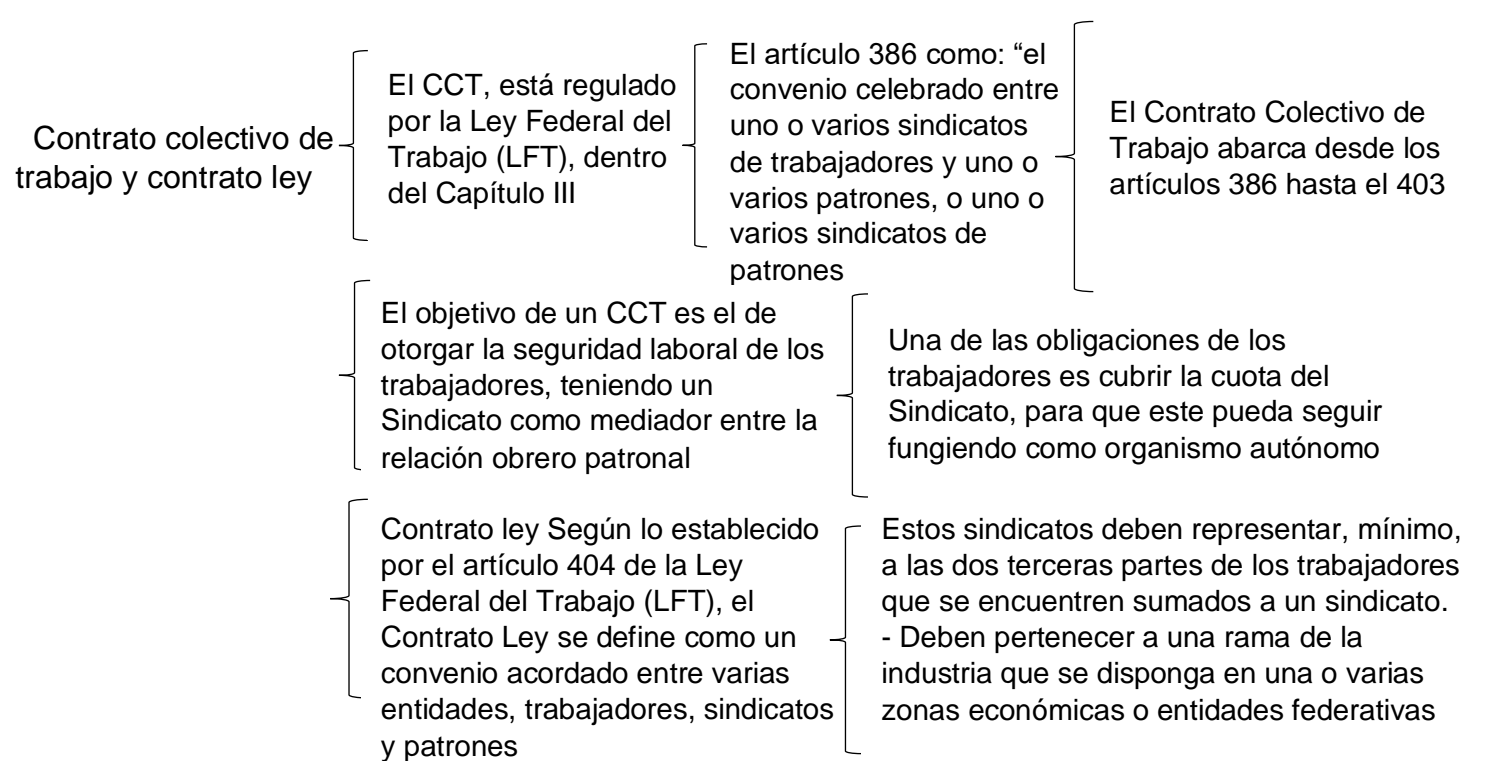 Contrato colectivo de
trabajo y contrato ley
El CCT, está regulado
por la Ley Federal del
Trabajo (LFT), dentro
del Capítulo III
El artículo 386 como: “el
convenio celebrado entre
uno o varios sindicatos
de trabajadores y uno o
varios patrones, o uno o
varios sindicatos de
patrones
El Contrato Colectivo de
Trabajo abarca desde los
artículos 386 hasta el 403
El objetivo de un CCT es el de
otorgar la seguridad laboral de los
trabajadores, teniendo un
Sindicato como mediador entre la
relación obrero patronal
Una de las obligaciones de los
trabajadores es cubrir la cuota del
Sindicato, para que este pueda seguir
fungiendo como organismo autónomo
Contrato ley Según lo establecido
por el artículo 404 de la Ley
Federal del Trabajo (LFT), el
Contrato Ley se define como un
convenio acordado entre varias
entidades, trabajadores, sindicatos
y patrones
Estos sindicatos deben representar, mínimo,
a las dos terceras partes de los trabajadores
que se encuentren sumados a un sindicato.
- Deben pertenecer a una rama de la
industria que se disponga en una o varias
zonas económicas o entidades federativas